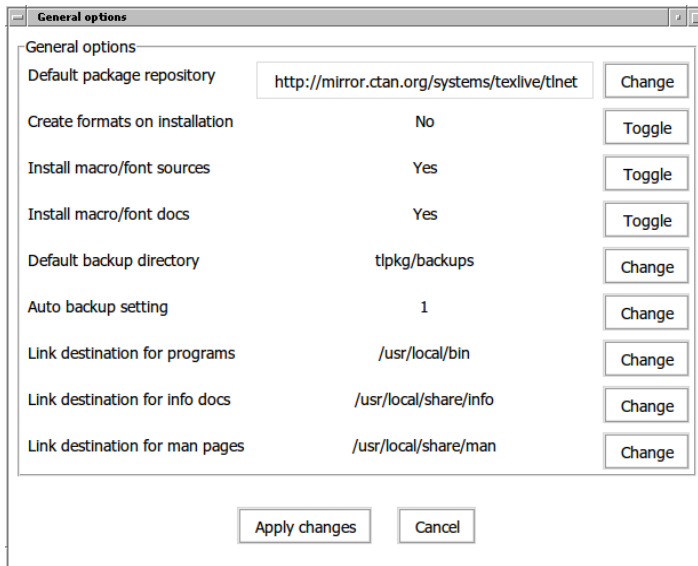 General options
General options
Default package repository http://mirror.ctan.org/systems/texlive/tlnet Change
Create formats on installation No Toggle
Install macro/font sources Yes Toggle
Install macro/font docs Yes Toggle
Default backup directory tlpkg/backups Change
Auto backup setting 1 Change
Link destination for programs /usr/local/bin Change
Link destination for info docs /usr/local/share/info Change
Link destination for man pages /usr/local/share/man Change
Apply changes Cancel